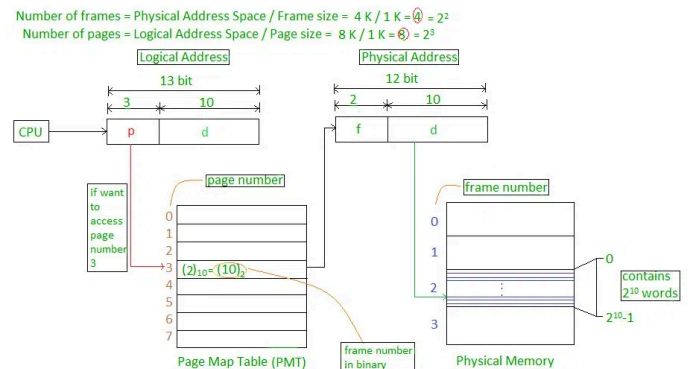 Number of frames = Physical Address Space / Frame size = 4 K / 1 K = 4 = 2²
Number of pages = Logical Address Space / Page size = 8 K / 1 K = 8 = 2³
Logical Address
Physical Address
13 bit
12 bit
3
10
2
10
CPU
p
d
f
d
if want
to
access
page
number
3
page number
frame number
0
1
2
3
4
5
6
7
(2)₁₀ = (10)₂
0
1
2
3
0
contains
2¹⁰ words
2¹⁰-1
frame number
in binary
Page Map Table (PMT)
Physical Memory